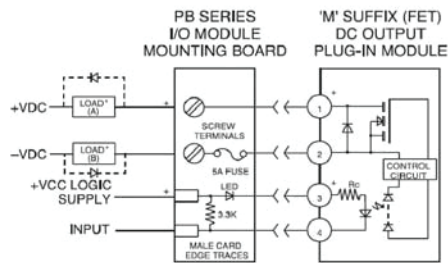 PB SERIES
I/O MODULE
MOUNTING BOARD
'M' SUFFIX (FET)
DC OUTPUT
PLUG-IN MODULE
+VDC
LOAD*
(A)
+
+
1
SCREW
TERMINALS
–VDC
LOAD*
(B)
5A FUSE
2
CONTROL
CIRCUIT
+VCC LOGIC
SUPPLY
+
LED
+
3
Rc
3.3K
INPUT
4
MALE CARD
EDGE TRACES